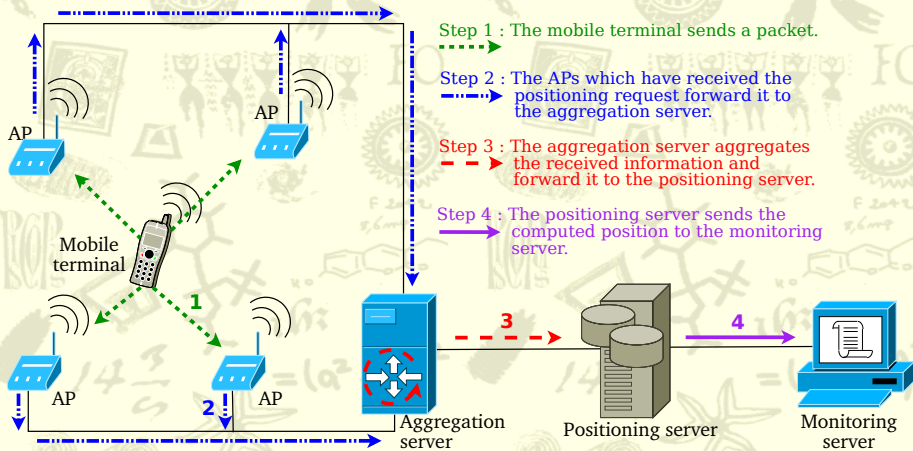 Step 1 : The mobile terminal sends a packet.
Step 2 : The APs which have received the
positioning request forward it to
the aggregation server.
Step 3 : The aggregation server aggregates
the received information and
forward it to the positioning server.
Step 4 : The positioning server sends the
computed position to the monitoring
server.
AP
AP
Mobile
terminal
1
AP
2
AP
3
4
Aggregation
server
Positioning server
Monitoring
server